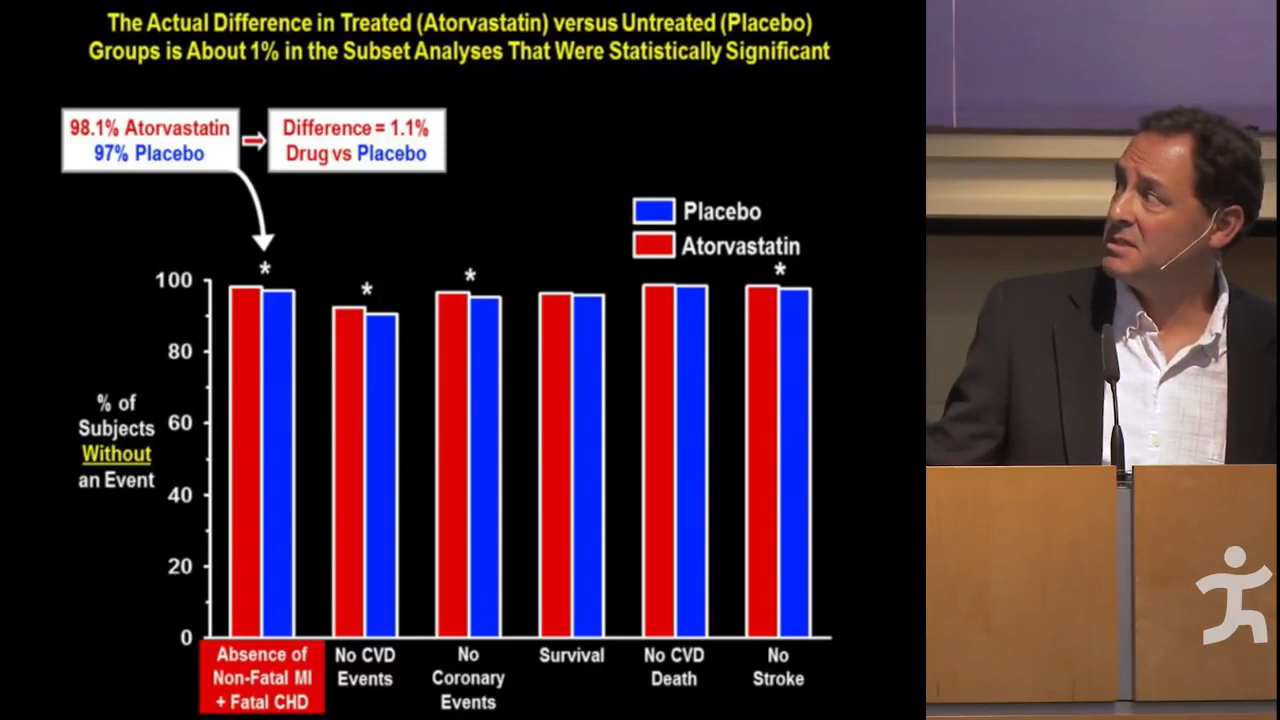 The Actual Difference in Treated (Atorvastatin) versus Untreated (Placebo)
Groups is About 1% in the Subset Analyses That Were Statistically Significant
98.1% Atorvastatin
97% Placebo
Difference = 1.1%
Drug vs Placebo
Placebo
Atorvastatin
*
*
*
*
100
80
60
40
20
0
% of
Subjects
Without
an Event
Absence of
Non-Fatal MI
+ Fatal CHD
No CVD
Events
No
Coronary
Events
Survival
No CVD
Death
No
Stroke